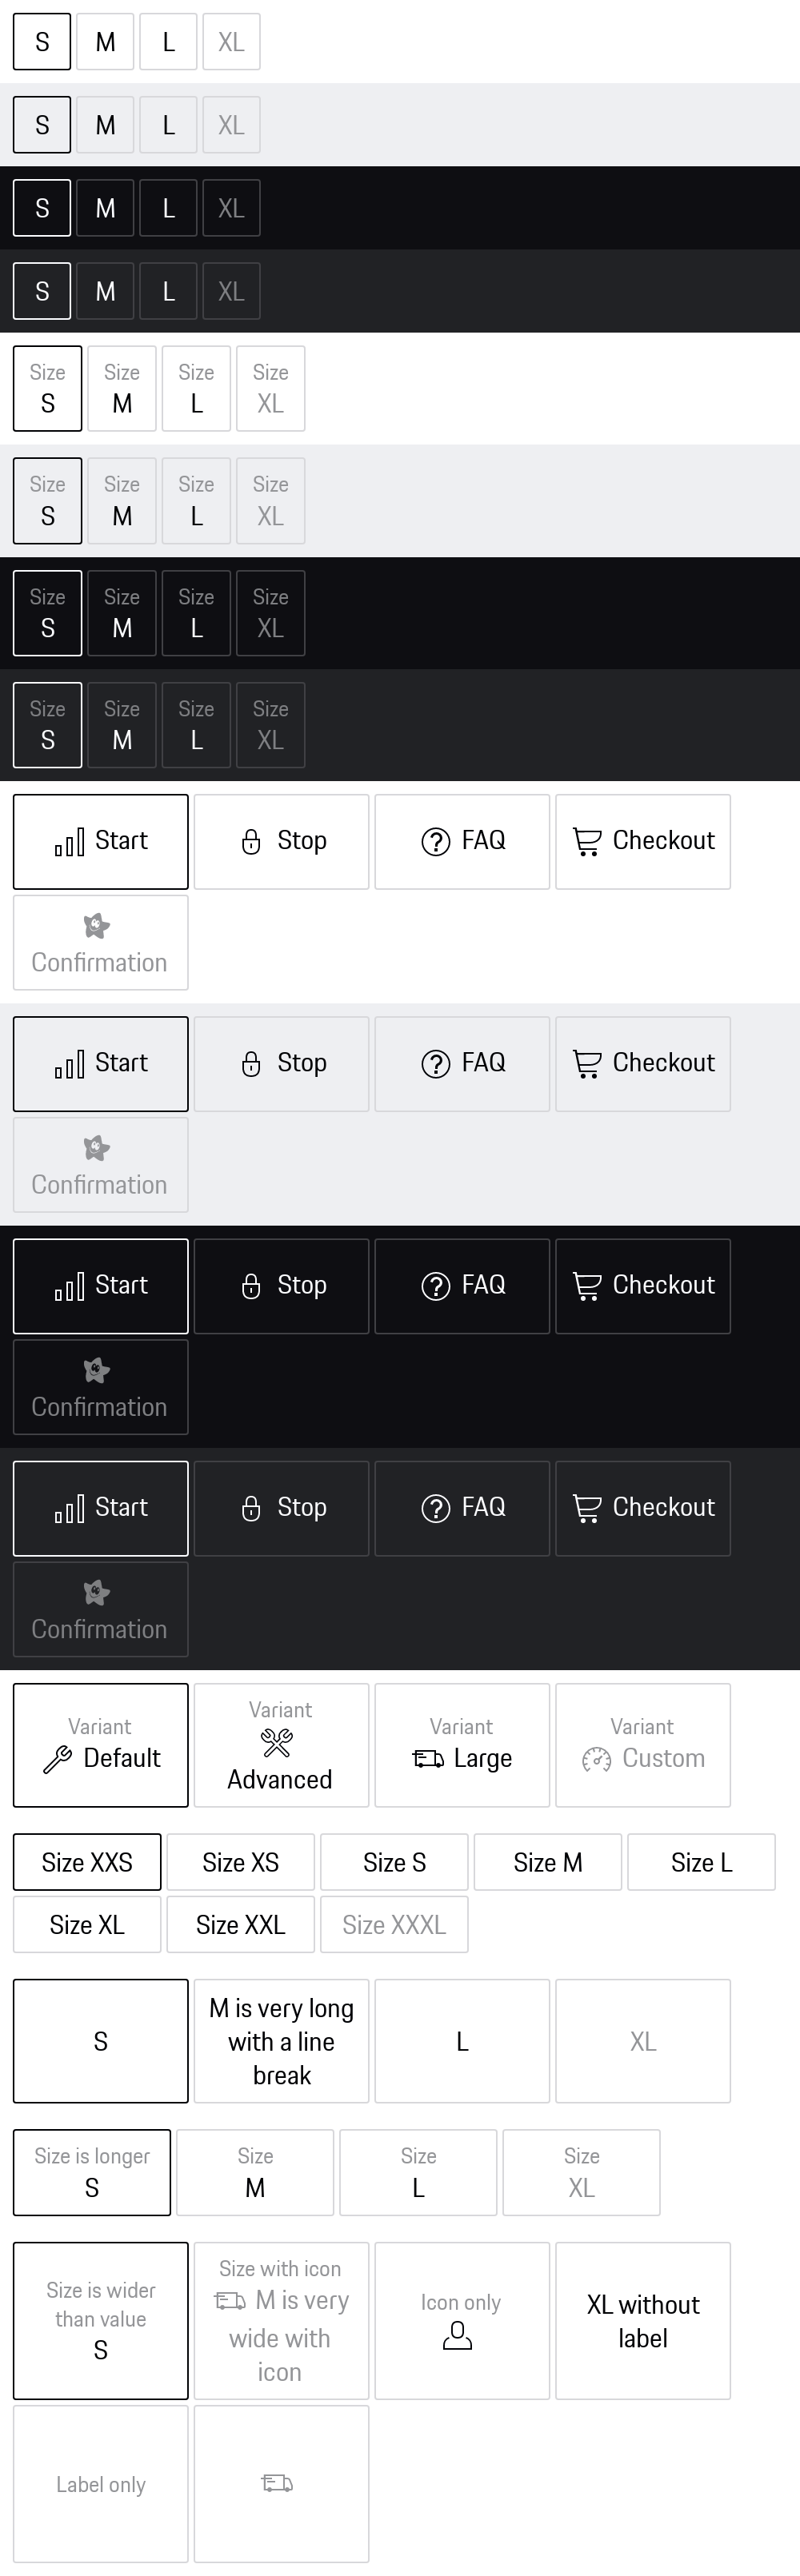 S M L XL
S M L XL
S M L XL
S M L XL
Size Size Size Size
S M L XL
Size Size Size Size
S M L XL
Size Size Size Size
S M L XL
Size Size Size Size
S M L XL
Start Stop FAQ Checkout
Confirmation
Start Stop FAQ Checkout
Confirmation
Start Stop FAQ Checkout
Confirmation
Start Stop FAQ Checkout
Confirmation
Variant
Default
Variant
Advanced
Variant
Large
Variant
Custom
Size XXS Size XS Size S Size M Size L
Size XL Size XXL Size XXXL
S
M is very long
with a line
break
L
XL
Size is longer
S
Size
M
Size
L
Size
XL
Size is wider
than value
S
Size with icon
M is very
wide with
icon
Icon only
XL without
label
Label only